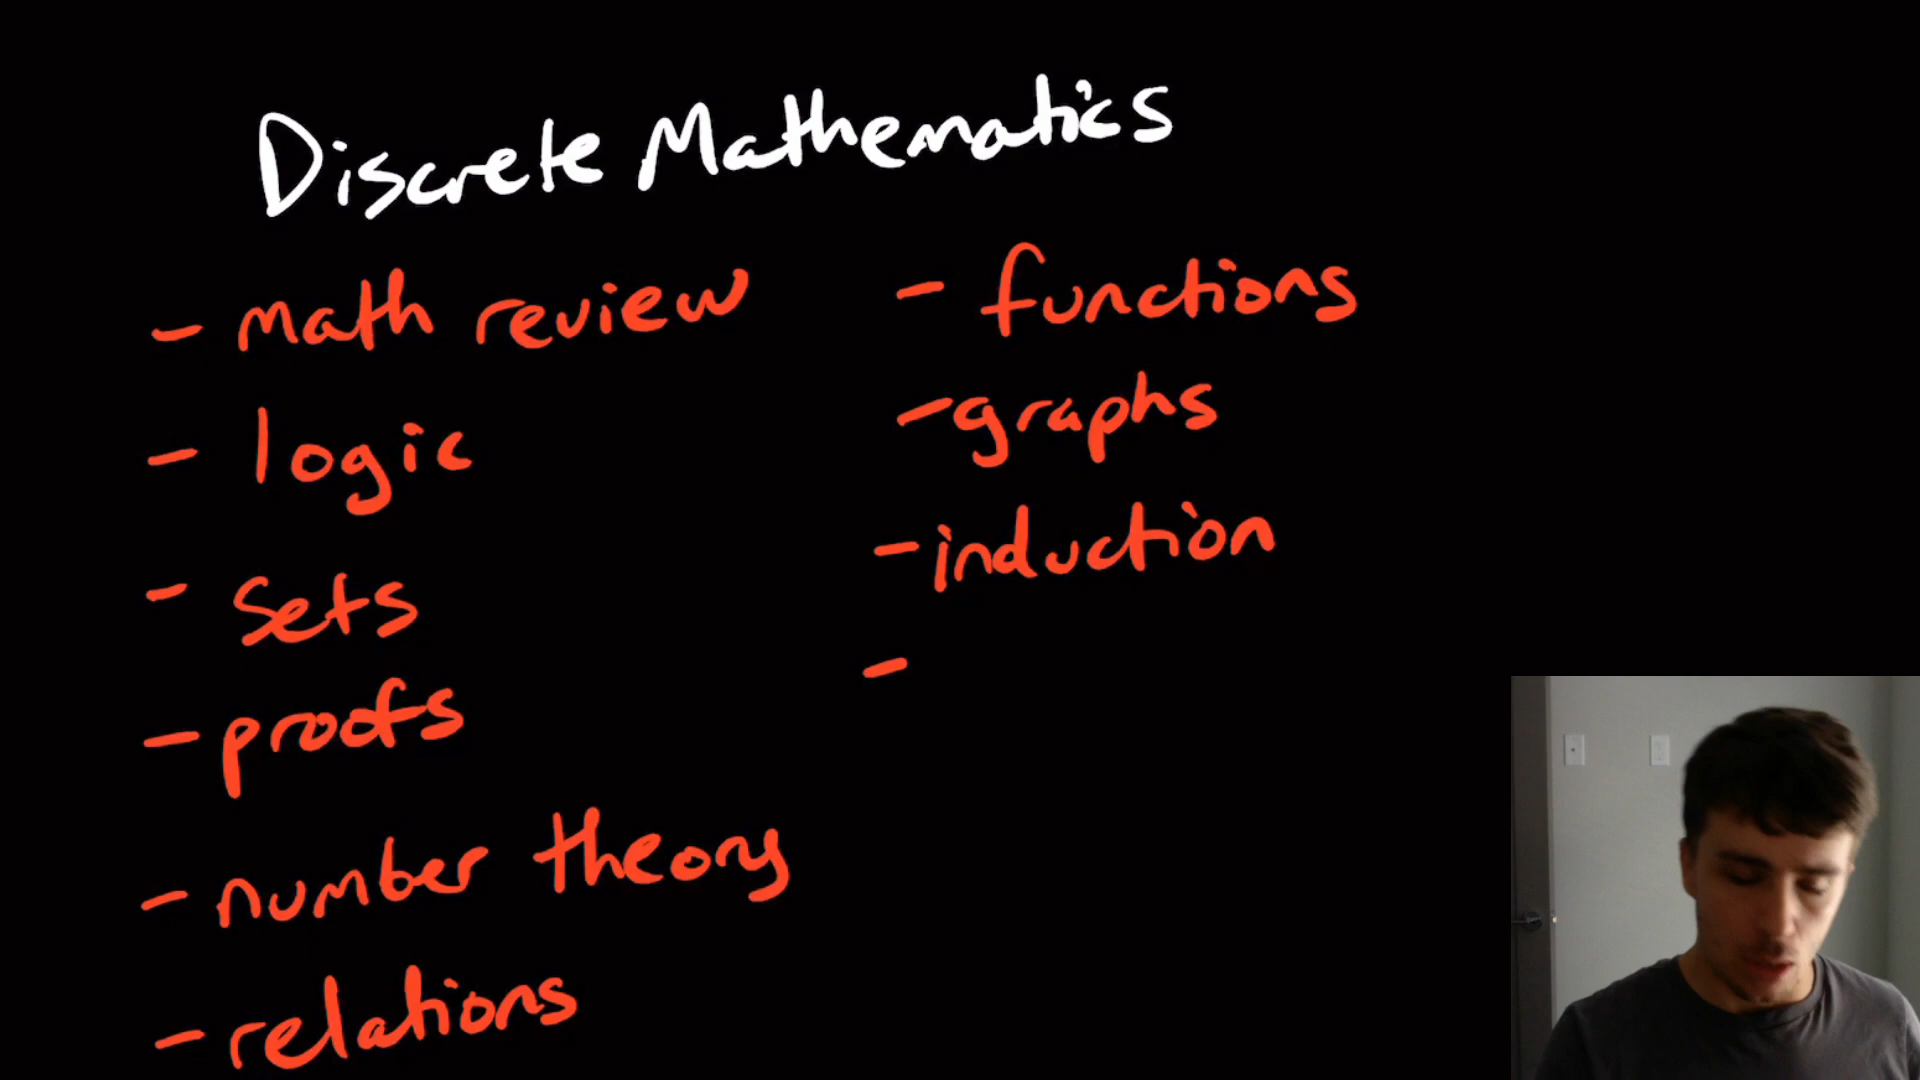 Discrete Mathematics
- math review
- logic
- sets
- proofs
- number theory
- relations
- functions
- graphs
- induction
-